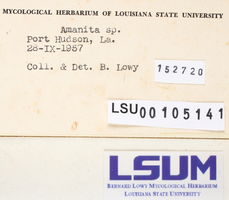 MYCOLOGICAL HERBARIUM OF LOUISIANA STATE UNIVERSITY
Amanita sp.
Port Hudson, La.
28-IX-1957
Coll. & Det. B. Lowy
152720
LSU00105141
LSUM
BERNARD LOWY MYCOLOGICAL HERBARIUM
LOUISIANA STATE UNIVERSITY